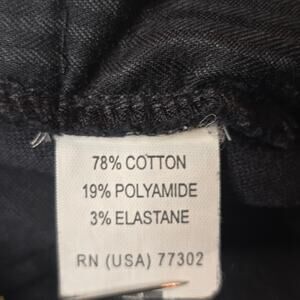 78% COTTON
19% POLYAMIDE
3% ELASTANE
RN (USA) 77302